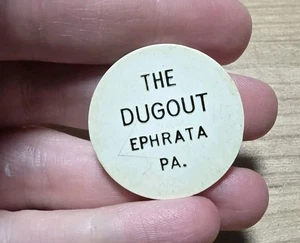 THE
DUGOUT
EPHRATA
PA.